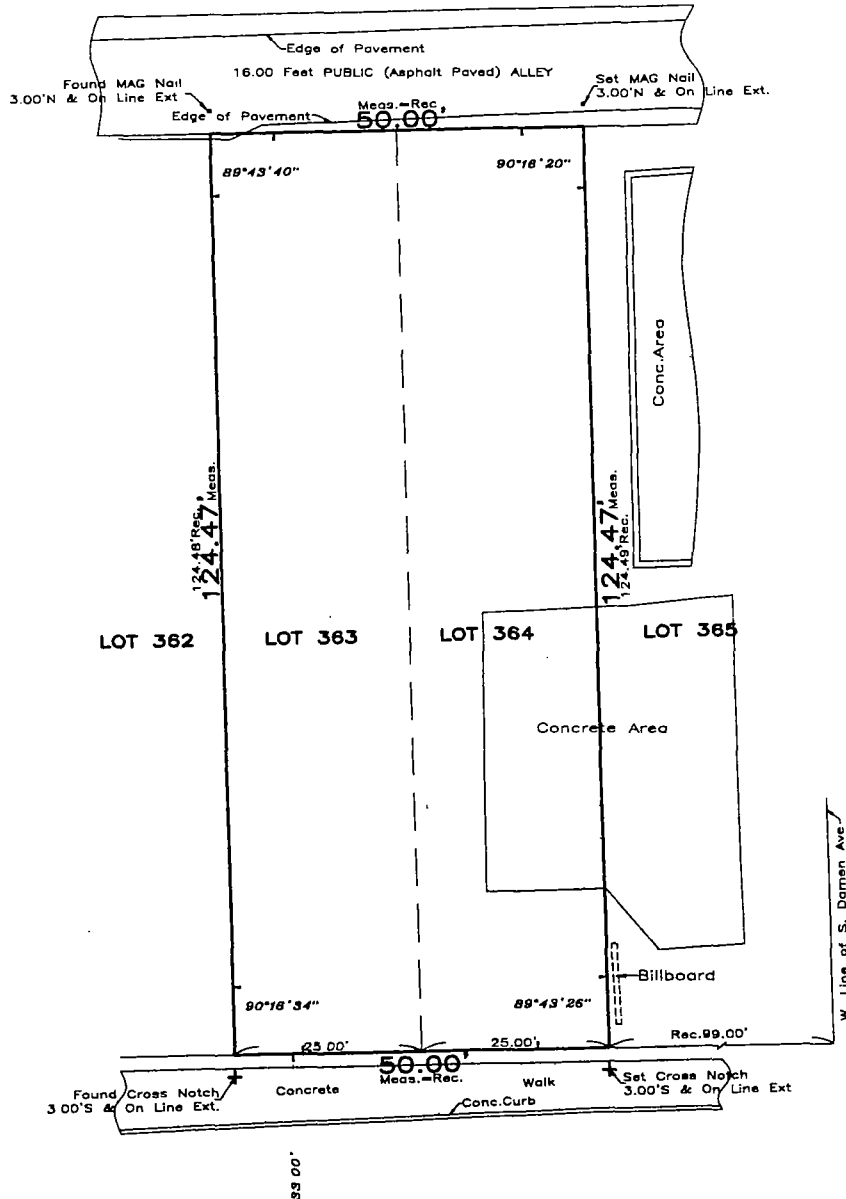 Edge of Pavement
16.00 Feet PUBLIC (Asphalt Paved) ALLEY
Found MAG Nail
3.00'N & On Line Ext
Set MAG Nail
3.00'N & On Line Ext.
Edge of Pavement
Meas.=Rec.
50.00'
89°43'40"
90°16'20"
Conc.Area
124.48'Rec.
124.47' Meas.
124.47' Meas.
124.49'Rec.
LOT 362
LOT 363
LOT 364
LOT 365
Concrete Area
W. Line of S. Damen Ave.
Billboard
90°16'34"
89°43'26"
25.00'
25.00'
Rec.99.00'
50.00'
Meas.=Rec.
Found Cross Notch
3.00'S & On Line Ext.
Concrete
Walk
Set Cross Notch
3.00'S & On Line Ext
Conc.Curb
33 00'